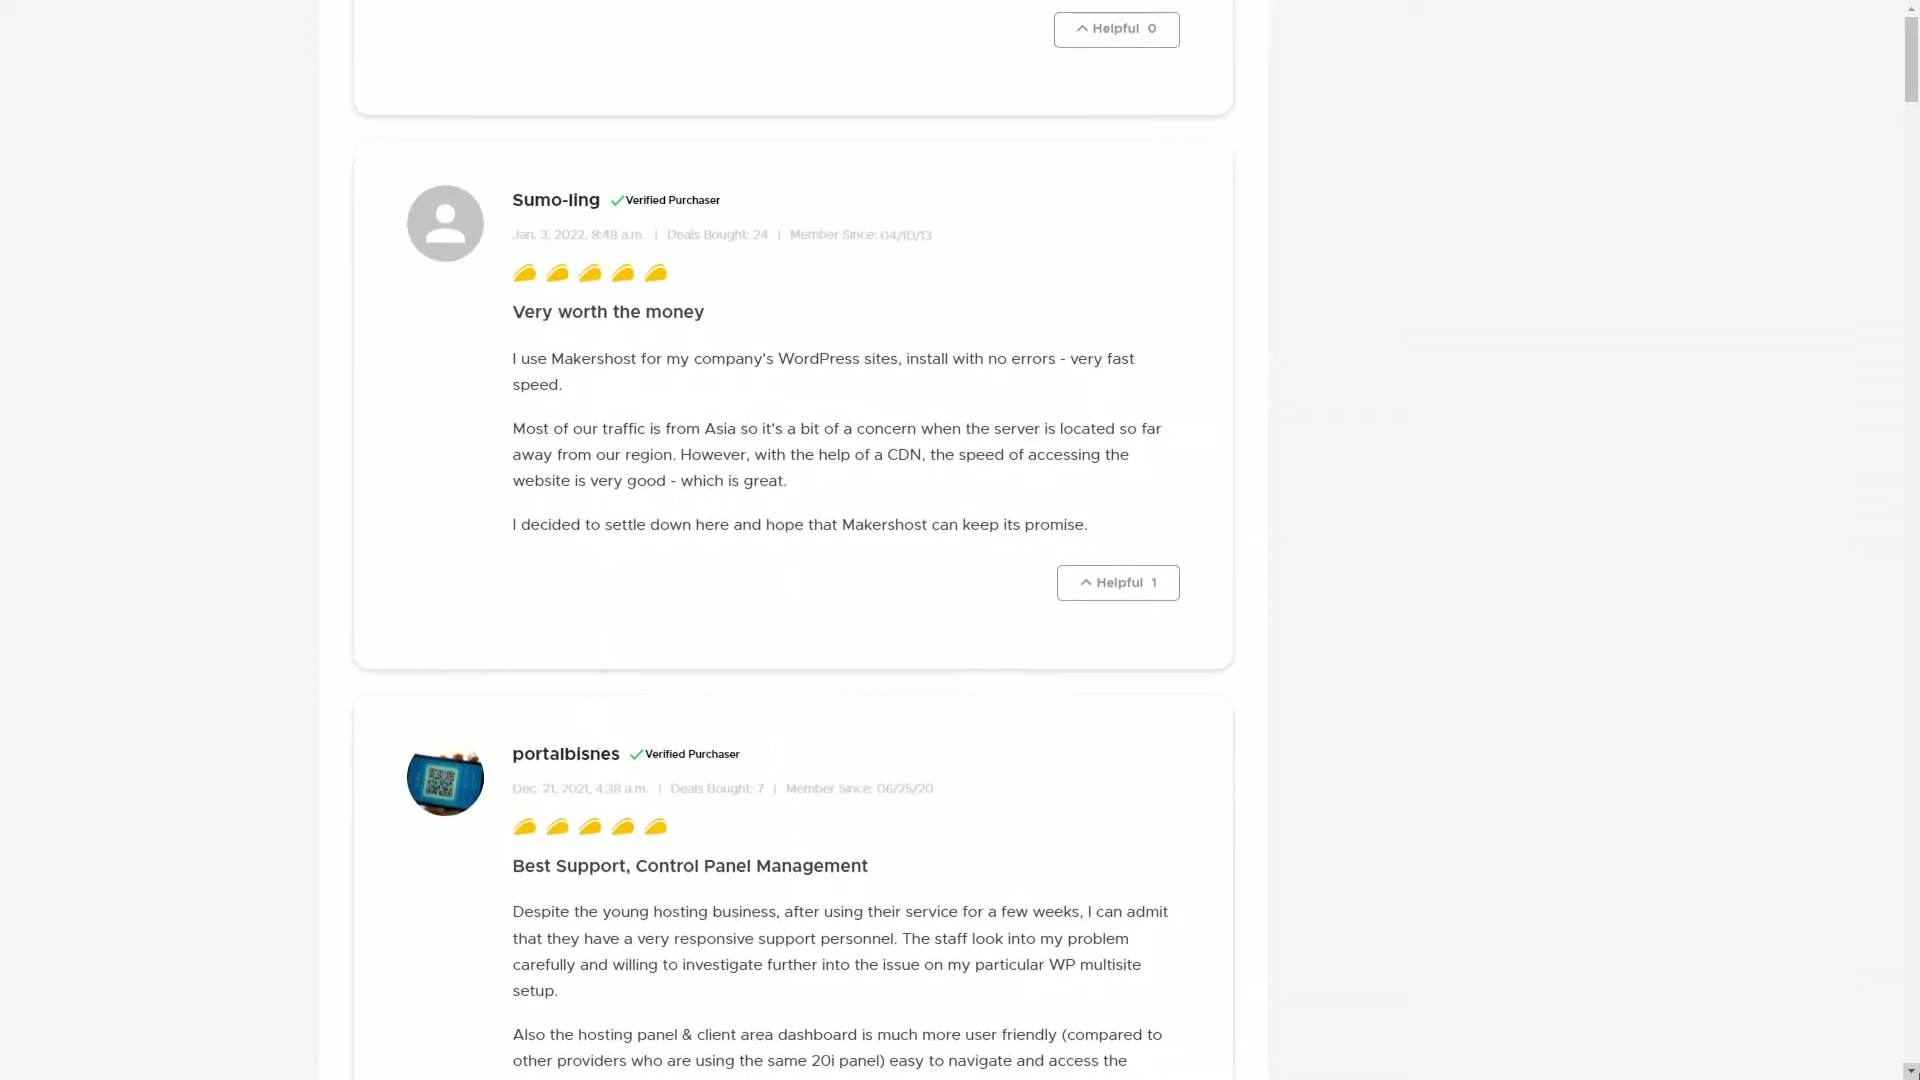 Helpful 0
Sumo-ling Verified Purchaser
Jan. 3, 2022, 8:48 a.m. | Deals Bought: 24 | Member Since: 04/10/13
Very worth the money
I use Makershost for my company's WordPress sites, install with no errors - very fast
speed.
Most of our traffic is from Asia so it's a bit of a concern when the server is located so far
away from our region. However, with the help of a CDN, the speed of accessing the
website is very good - which is great.
I decided to settle down here and hope that Makershost can keep its promise.
Helpful 1
portalbisnes Verified Purchaser
Dec. 21, 2021, 4:38 a.m. | Deals Bought: 7 | Member Since: 06/25/20
Best Support, Control Panel Management
Despite the young hosting business, after using their service for a few weeks, I can admit
that they have a very responsive support personnel. The staff look into my problem
carefully and willing to investigate further into the issue on my particular WP multisite
setup.
Also the hosting panel & client area dashboard is much more user friendly (compared to
other providers who are using the same 20i panel) easy to navigate and access the